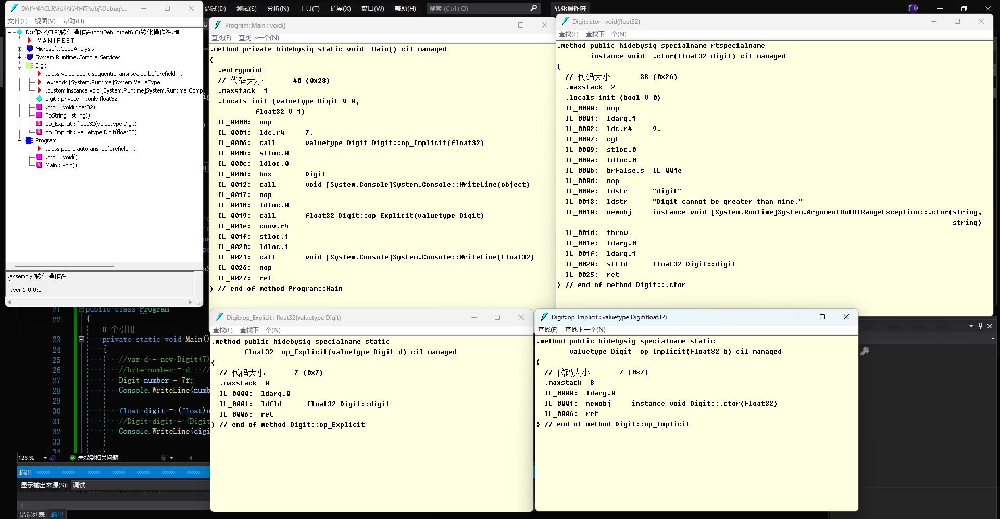 D:\作业\CLR\转化操作符\obj\Debug\...
文件(F) 视图(V) 帮助(H)
D:\作业\CLR\转化操作符\obj\Debug\net6.0\转化操作符.dll
M A N I F E S T
Microsoft.CodeAnalysis
System.Runtime.CompilerServices
Digit
.class value public sequential ansi sealed beforefieldinit
extends [System.Runtime]System.ValueType
.custom instance void [System.Runtime]System.Runtime.Comp
digit : private initonly float32
.ctor : void(float32)
ToString : string()
op_Explicit : float32(valuetype Digit)
op_Implicit : valuetype Digit(float32)
Program
.class public auto ansi beforefieldinit
.ctor : void()
Main : void()
.assembly '转化操作符'
{
.ver 1:0:0:0
调试(D) 测试(S) 分析(N) 工具(T) 扩展(X) 窗口(W) 帮助(H) 搜索 (Ctrl+Q) 转化操作符
Program::Main : void()
查找(F) 查找下一个(N)
.method private hidebysig static void  Main() cil managed
{
  .entrypoint
  // 代码大小       40 (0x28)
  .maxstack  1
  .locals init (valuetype Digit V_0,
           float32 V_1)
  IL_0000:  nop
  IL_0001:  ldc.r4     7.
  IL_0006:  call       valuetype Digit Digit::op_Implicit(float32)
  IL_000b:  stloc.0
  IL_000c:  ldloc.0
  IL_000d:  box        Digit
  IL_0012:  call       void [System.Console]System.Console::WriteLine(object)
  IL_0017:  nop
  IL_0018:  ldloc.0
  IL_0019:  call       float32 Digit::op_Explicit(valuetype Digit)
  IL_001e:  conv.r4
  IL_001f:  stloc.1
  IL_0020:  ldloc.1
  IL_0021:  call       void [System.Console]System.Console::WriteLine(float32)
  IL_0026:  nop
  IL_0027:  ret
} // end of method Program::Main
Digit::.ctor : void(float32)
查找(F) 查找下一个(N)
.method public hidebysig specialname rtspecialname
        instance void  .ctor(float32 digit) cil managed
{
  // 代码大小       38 (0x26)
  .maxstack  2
  .locals init (bool V_0)
  IL_0000:  nop
  IL_0001:  ldarg.1
  IL_0002:  ldc.r4     9.
  IL_0007:  cgt
  IL_0009:  stloc.0
  IL_000a:  ldloc.0
  IL_000b:  brfalse.s  IL_001e
  IL_000d:  nop
  IL_000e:  ldstr      "digit"
  IL_0013:  ldstr      "Digit cannot be greater than nine."
  IL_0018:  newobj     instance void [System.Runtime]System.ArgumentOutOfRangeException::.ctor(string,
string)
  IL_001d:  throw
  IL_001e:  ldarg.0
  IL_001f:  ldarg.1
  IL_0020:  stfld      float32 Digit::digit
  IL_0025:  ret
} // end of method Digit::.ctor
21 public class Program
22 {
0 个引用
23 private static void Main()
24 {
25 //var d = new Digit(7)
26 //byte number = d; //
27 Digit number = 7f;
28 Console.WriteLine(numb
29
30 float digit = (float)n
31 //Digit digit = (Digit
32 Console.WriteLine(digi
33
34 }
123 % 未找到相关问题
输出
显示输出来源(S): 调试
错误列表 输出
Digit::op_Explicit : float32(valuetype Digit)
查找(F) 查找下一个(N)
.method public hidebysig specialname static
        float32  op_Explicit(valuetype Digit d) cil managed
{
  // 代码大小       7 (0x7)
  .maxstack  8
  IL_0000:  ldarg.0
  IL_0001:  ldfld      float32 Digit::digit
  IL_0006:  ret
} // end of method Digit::op_Explicit
Digit::op_Implicit : valuetype Digit(float32)
查找(F) 查找下一个(N)
.method public hidebysig specialname static
        valuetype Digit  op_Implicit(float32 b) cil managed
{
  // 代码大小       7 (0x7)
  .maxstack  8
  IL_0000:  ldarg.0
  IL_0001:  newobj     instance void Digit::.ctor(float32)
  IL_0006:  ret
} // end of method Digit::op_Implicit